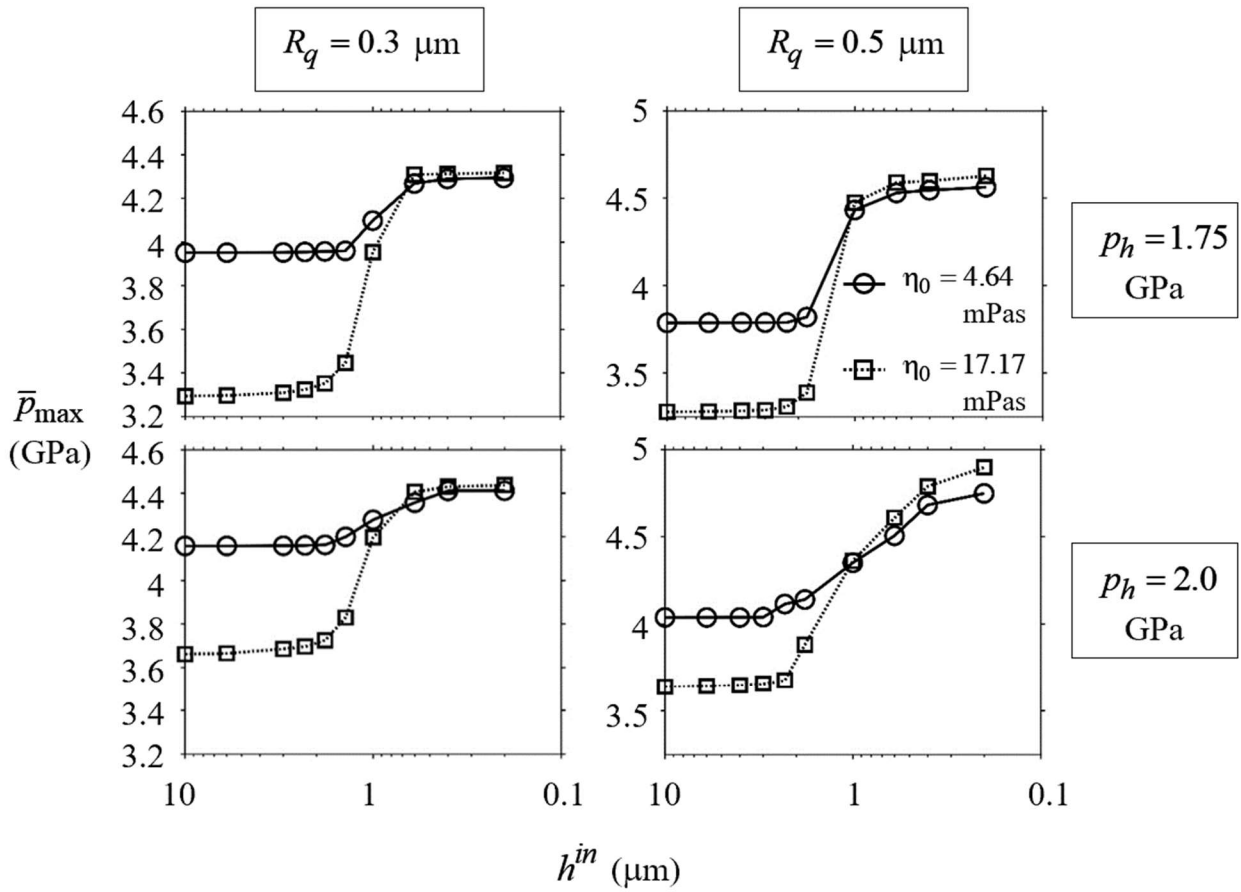 R_q = 0.3 μm
R_q = 0.5 μm
4.6
4.4
4.2
4
3.8
3.6
3.4
3.2
5
4.5
4
3.5
η₀ = 4.64
mPas
η₀ = 17.17
mPas
p_h = 1.75
GPa
p̅_max
(GPa)
4.6
4.4
4.2
4
3.8
3.6
3.4
3.2
10
1
0.1
5
4.5
4
3.5
10
1
0.1
p_h = 2.0
GPa
h^in (μm)